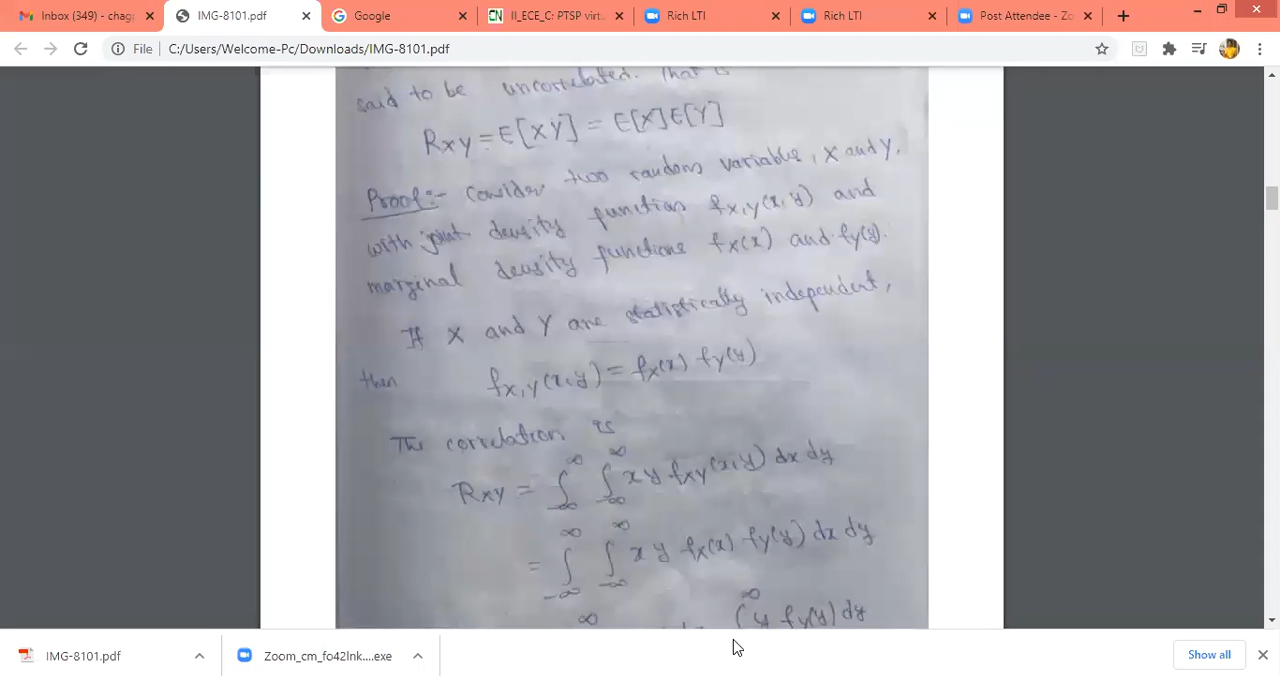 Inbox (349) - chag
IMG-8101.pdf
Google
II_ECE_C: PTSP virt
Rich LTI
Rich LTI
Post Attendee - Zo
File
C:/Users/Welcome-Pc/Downloads/IMG-8101.pdf
said to be uncorrelated. That is
RXY = E[XY] = E[X]E[Y]
Proof:- Consider two random variables, X and Y.
with joint density function fX,Y(x,y) and
marginal density functions fX(x) and fY(y).
If X and Y are statistically independent,
then fX,Y(x,y) = fX(x) fY(y)
The correlation is
RXY = ∫_{-∞}^{∞} ∫_{-∞}^{∞} x y fXY(x,y) dx dy
= ∫_{-∞}^{∞} ∫_{-∞}^{∞} x y fX(x) fY(y) dx dy
∞ ∫^{∞} y fY(y) dy
IMG-8101.pdf
Zoom_cm_fo42lnk....exe
Show all